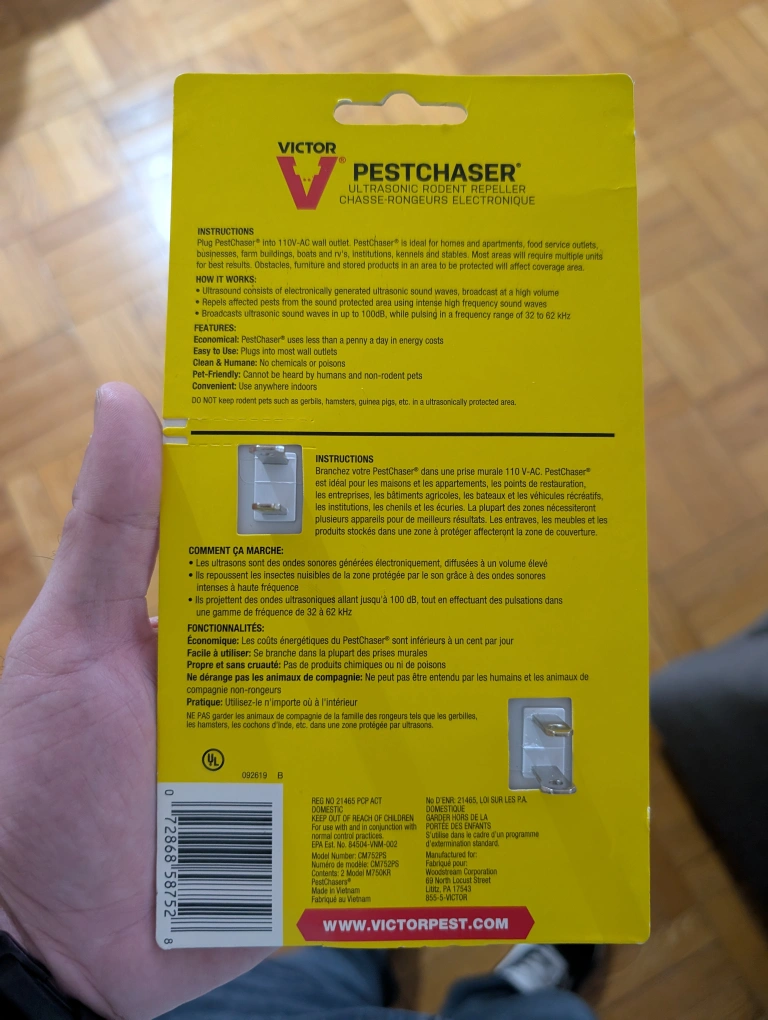 VICTOR
V®
PESTCHASER®
ULTRASONIC RODENT REPELLER
CHASSE-RONGEURS ELECTRONIQUE
INSTRUCTIONS
Plug PestChaser® into 110V-AC wall outlet. PestChaser® is ideal for homes and apartments, food service outlets,
businesses, farm buildings, boats and rv's, institutions, kennels and stables. Most areas will require multiple units
for best results. Obstacles, furniture and stored products in an area to be protected will affect coverage area.
HOW IT WORKS:
• Ultrasound consists of electronically generated ultrasonic sound waves, broadcast at a high volume
• Repels affected pests from the sound protected area using intense high frequency sound waves
• Broadcasts ultrasonic sound waves in up to 100dB, while pulsing in a frequency range of 32 to 62 kHz
FEATURES:
Economical: PestChaser® uses less than a penny a day in energy costs
Easy to Use: Plugs into most wall outlets
Clean & Humane: No chemicals or poisons
Pet-Friendly: Cannot be heard by humans and non-rodent pets
Convenient: Use anywhere indoors
DO NOT keep rodent pets such as gerbils, hamsters, guinea pigs, etc. in a ultrasonically protected area.
INSTRUCTIONS
Branchez votre PestChaser® dans une prise murale 110 V-AC. PestChaser®
est idéal pour les maisons et les appartements, les points de restauration,
les entreprises, les bâtiments agricoles, les bateaux et les véhicules récréatifs,
les institutions, les chenils et les écuries. La plupart des zones nécessiteront
plusieurs appareils pour de meilleurs résultats. Les entraves, les meubles et les
produits stockés dans une zone à protéger affecteront la zone de couverture.
COMMENT ÇA MARCHE:
• Les ultrasons sont des ondes sonores générées électroniquement, diffusées à un volume élevé
• Ils repoussent les insectes nuisibles de la zone protégée par le son grâce à des ondes sonores
intenses à haute fréquence
• Ils projettent des ondes ultrasoniques allant jusqu'à 100 dB, tout en effectuant des pulsations dans
une gamme de fréquence de 32 à 62 kHz
FONCTIONNALITÉS:
Économique: Les coûts énergétiques du PestChaser® sont inférieurs à un cent par jour
Facile à utiliser: Se branche dans la plupart des prises murales
Propre et sans cruauté: Pas de produits chimiques ou ni de poisons
Ne dérange pas les animaux de compagnie: Ne peut pas être entendu par les humains et les animaux de
compagnie non-rongeurs
Pratique: Utilisez-le n'importe où à l'intérieur
NE PAS garder les animaux de compagnie de la famille des rongeurs tels que les gerbilles,
les hamsters, les cochons d'Inde, etc. dans une zone protégée par ultrasons.
UL
092619 B
0 72868 58752 8
REG NO 21465 PCP ACT
DOMESTIC
KEEP OUT OF REACH OF CHILDREN
For use with and in conjunction with
normal control practices.
EPA Est. No. 84504-VNM-002
Model Number: CM752PS
Numéro de modèle: CM752PS
Contents: 2 Model M750KR
PestChasers®
Made in Vietnam
Fabriqué au Vietnam
No D'ENR: 21465, LOI SUR LES P.A.
DOMESTIQUE
GARDER HORS DE LA
PORTÉE DES ENFANTS
S'utilise dans le cadre d'un programme
d'extermination standard.
Manufactured for:
Fabriqué pour:
Woodstream Corporation
69 North Locust Street
Lititz, PA 17543
855-5-VICTOR
WWW.VICTORPEST.COM